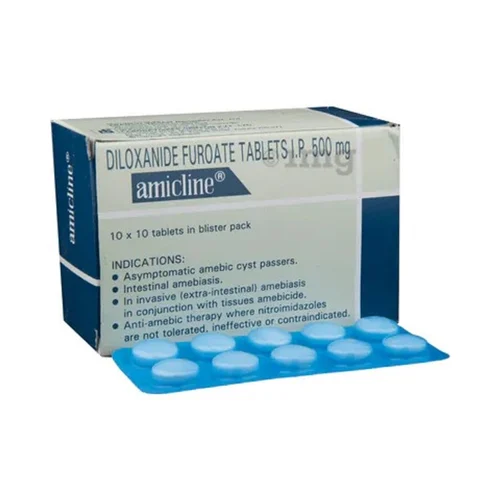 DILOXANIDE FUROATE TABLETS I.P. 500 mg
1mg
amicline®
amicline®
10 x 10 tablets in blister pack
INDICATIONS:
• Asymptomatic amebic cyst passers.
• Intestinal amebiasis.
• In invasive (extra-intestinal) amebiasis
in conjunction with tissues amebicide.
• Anti-amebic therapy where nitroimidazoles
are not tolerated, ineffective or contraindicated.